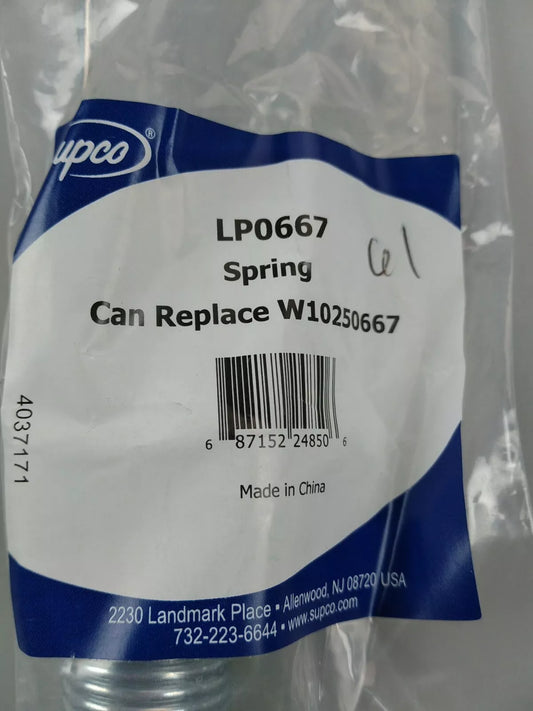 supco®
LP0667
Spring
Can Replace W10250667
6 87152 24850 6
Made in China
4037171
2230 Landmark Place • Allenwood, NJ 08720 USA
732-223-6644 • www.supco.com